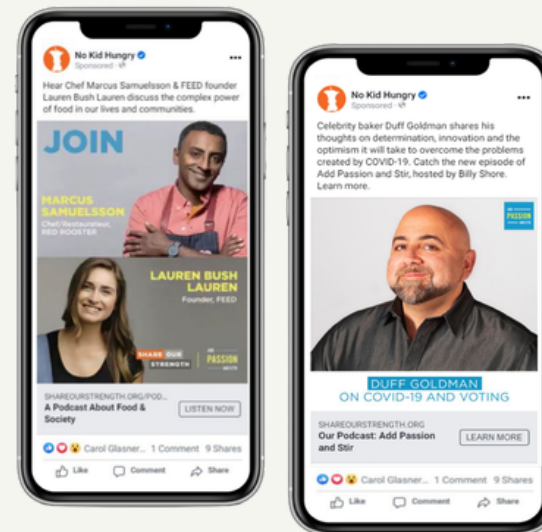 No Kid Hungry
Sponsored ·
Hear Chef Marcus Samuelsson & FEED founder
Lauren Bush Lauren discuss the complex power
of food in our lives and communities.
JOIN
MARCUS
SAMUELSSON
Chef/Restaurateur,
RED ROOSTER
LAUREN BUSH
LAUREN
Founder, FEED
SHARE OUR
STRENGTH
PASSION
SHAREOURSTRENGTH.ORG/POD...
A Podcast About Food &
Society
LISTEN NOW
Carol Glasner... 1 Comment 9 Shares
Like Comment Share
No Kid Hungry
Sponsored ·
Celebrity baker Duff Goldman shares his
thoughts on determination, innovation and the
optimism it will take to overcome the problems
created by COVID-19. Catch the new episode of
Add Passion and Stir, hosted by Billy Shore.
Learn more.
PASSION
DUFF GOLDMAN
ON COVID-19 AND VOTING
SHAREOURSTRENGTH.ORG
Our Podcast: Add Passion
and Stir
LEARN MORE
Carol Glasner... 1 Comment 9 Shares
Like Comment Share